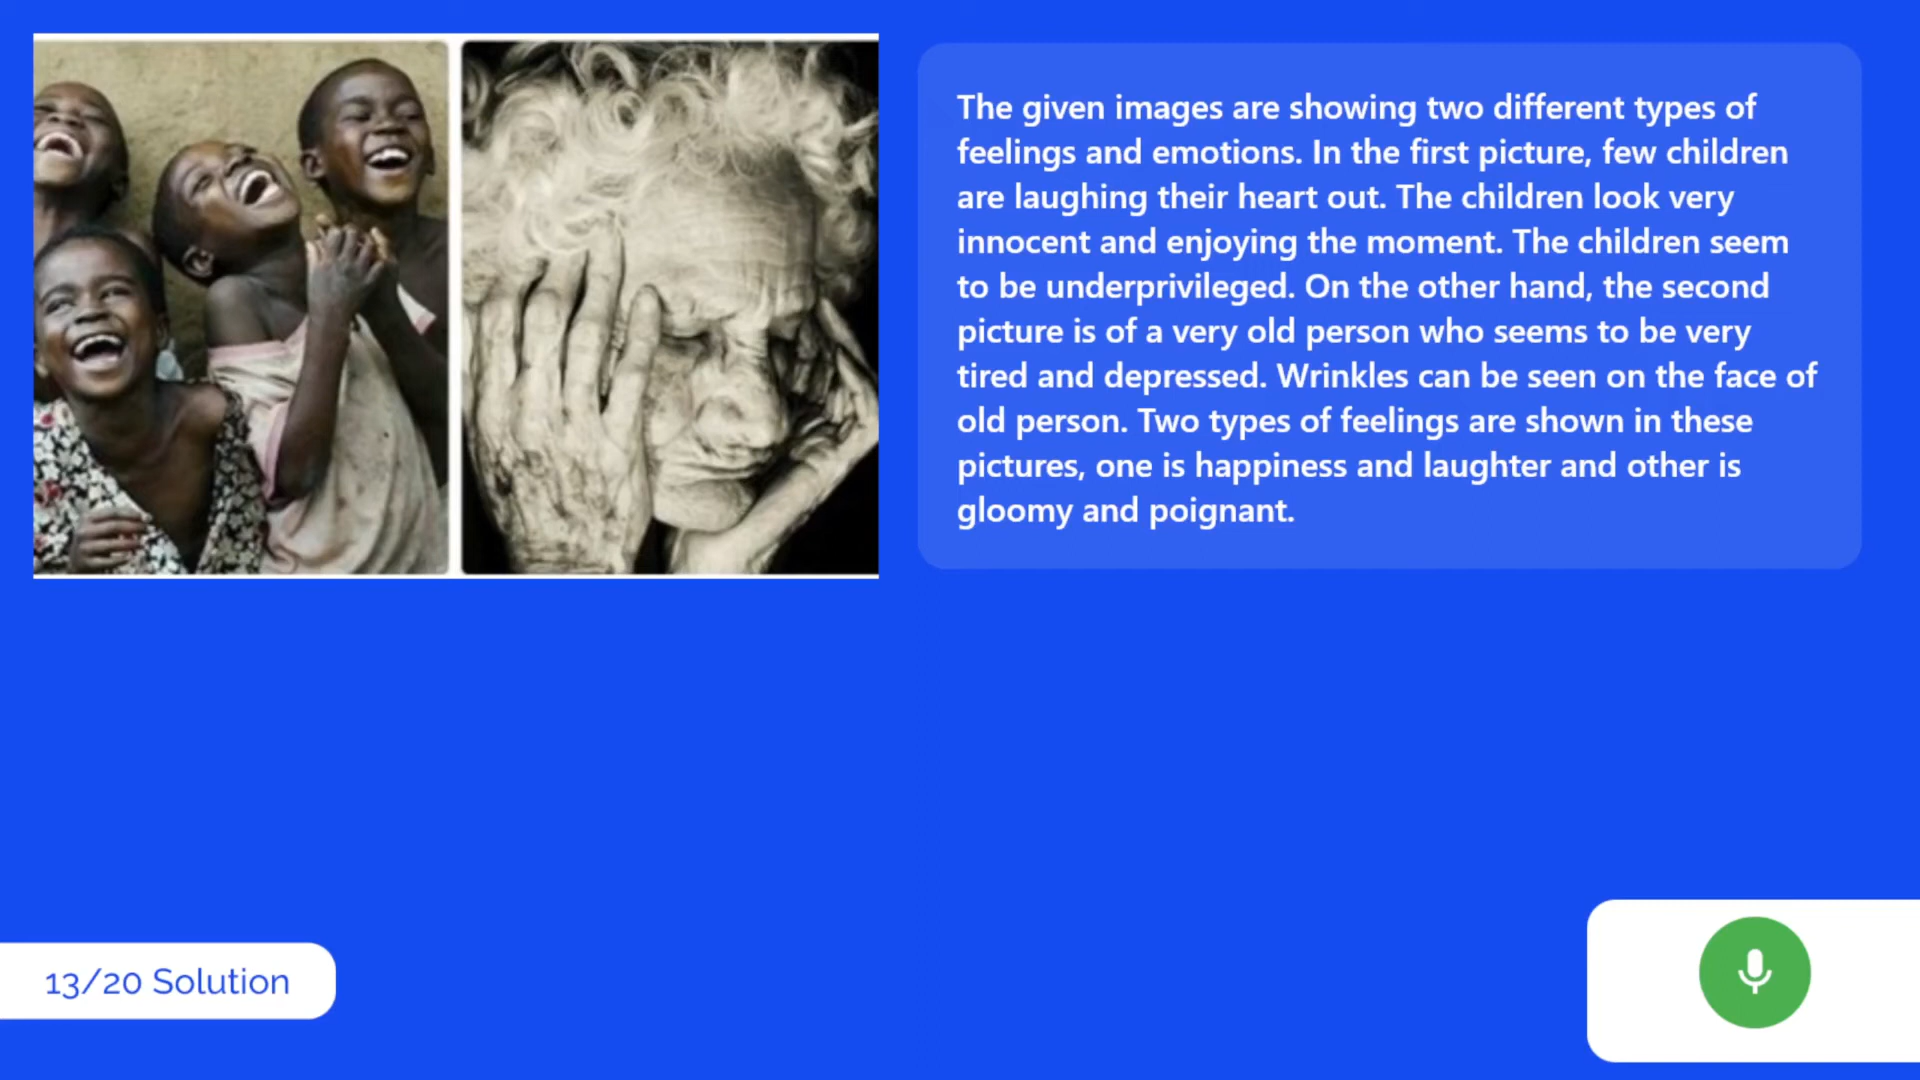 The given images are showing two different types of
feelings and emotions. In the first picture, few children
are laughing their heart out. The children look very
innocent and enjoying the moment. The children seem
to be underprivileged. On the other hand, the second
picture is of a very old person who seems to be very
tired and depressed. Wrinkles can be seen on the face of
old person. Two types of feelings are shown in these
pictures, one is happiness and laughter and other is
gloomy and poignant.
13/20 Solution